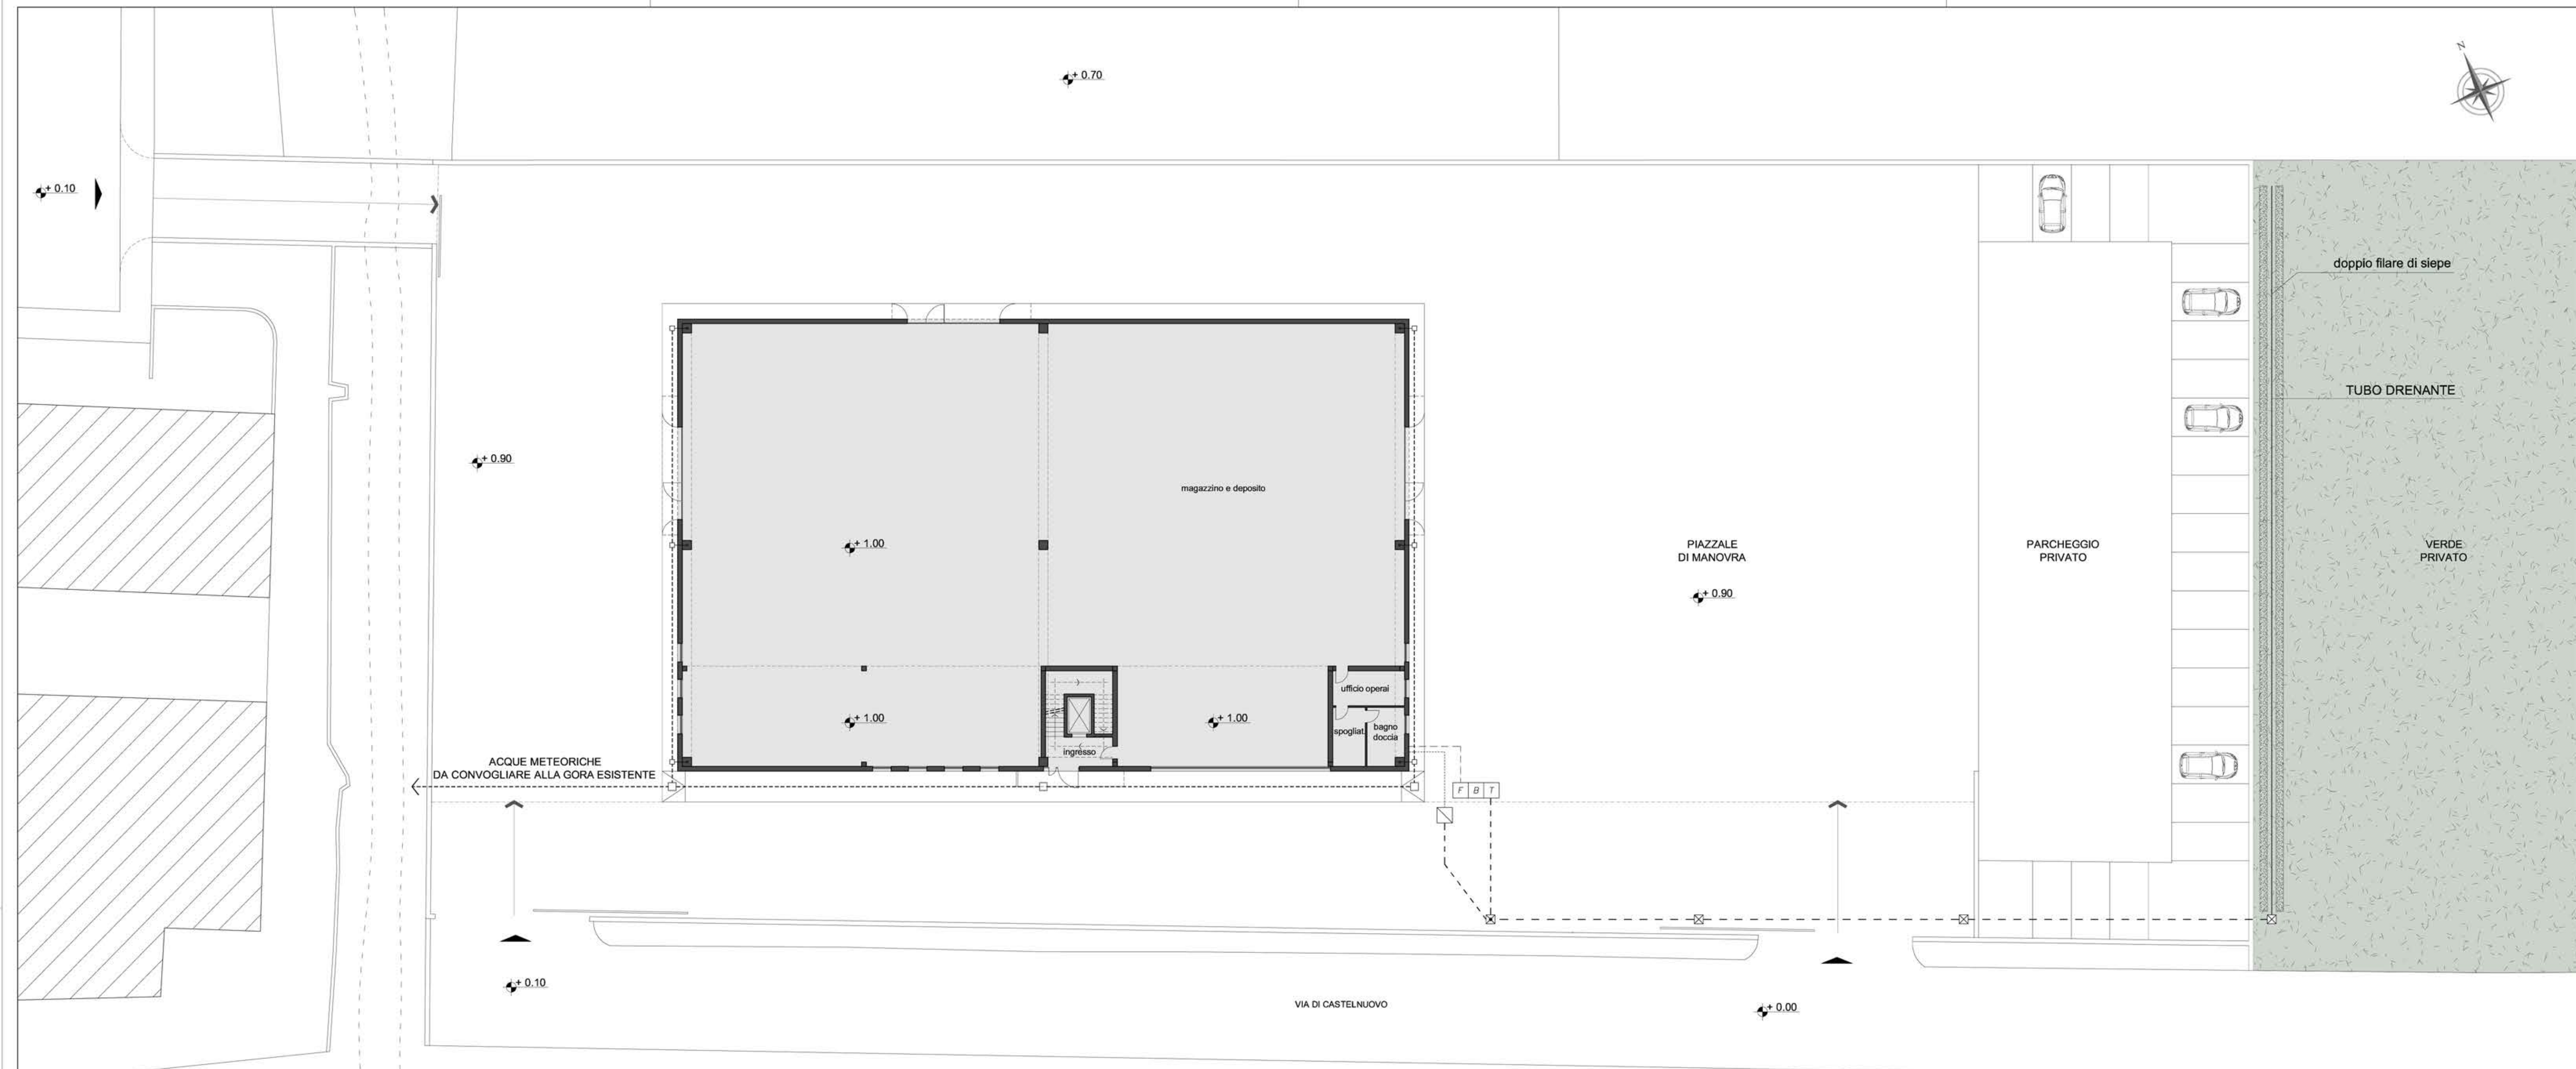 + 0.70
N
+ 0.10
doppio filare di siepe
TUBO DRENANTE
+ 0.90
magazzino e deposito
+ 1.00
PIAZZALE
DI MANOVRA
+ 0.90
PARCHEGGIO
PRIVATO
VERDE
PRIVATO
ufficio operai
+ 1.00
+ 1.00
spogliat.
bagno
doccia
ingresso
ACQUE METEORICHE
DA CONVOGLIARE ALLA GORA ESISTENTE
F B T
+ 0.10
VIA DI CASTELNUOVO
+ 0.00